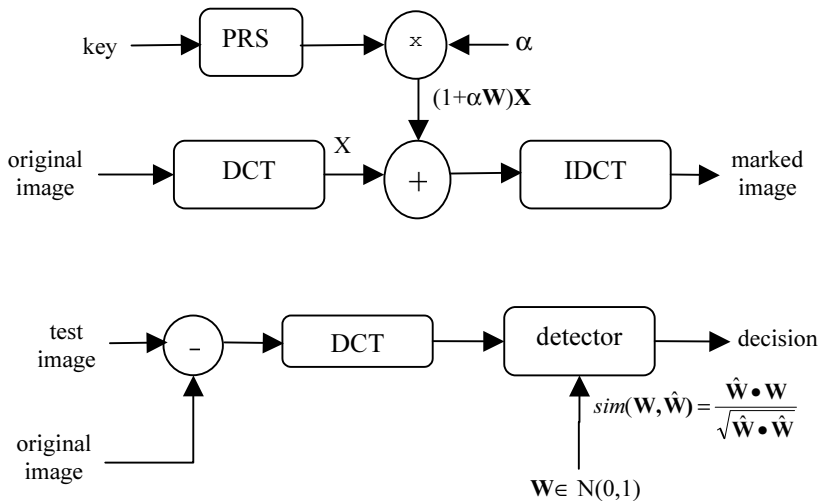 key
PRS
x
α
(1+αW)X
original
image
DCT
X
+
IDCT
marked
image
test
image
-
DCT
detector
decision
original
image
sim(W,Ŵ) = Ŵ • W / √Ŵ • Ŵ
W∈ N(0,1)